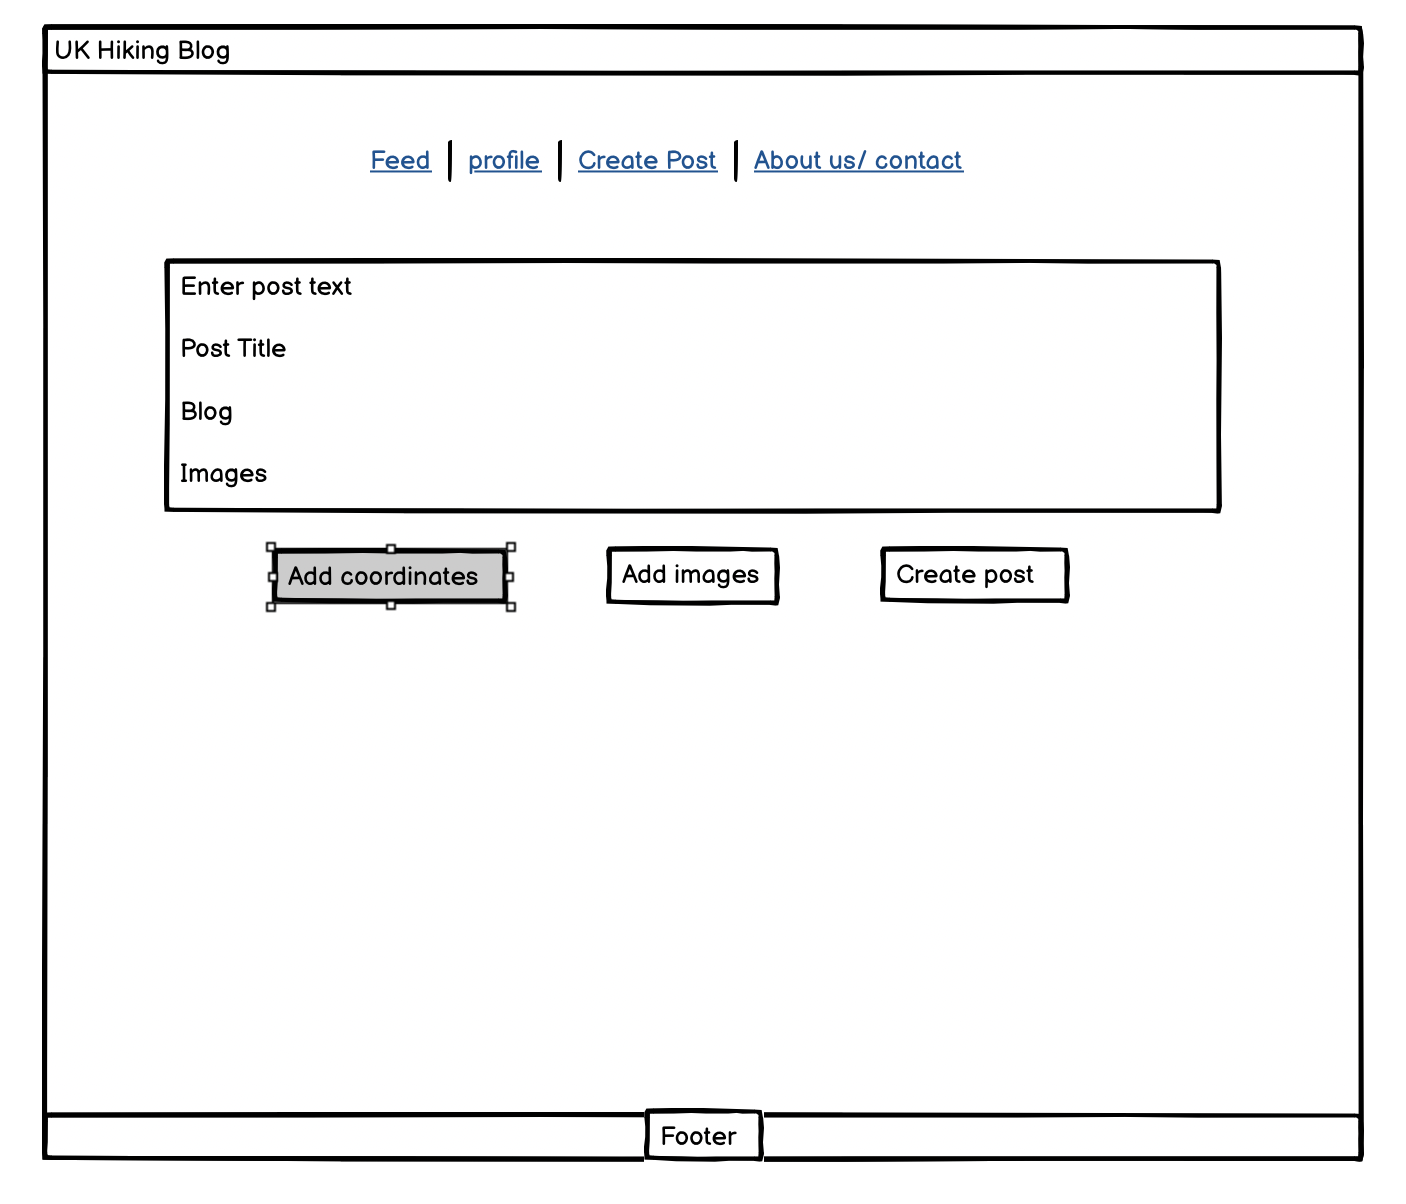 UK Hiking Blog
Feed profile Create Post About us/ contact
Enter post text
Post Title
Blog
Images
Add coordinates Add images Create post
Footer